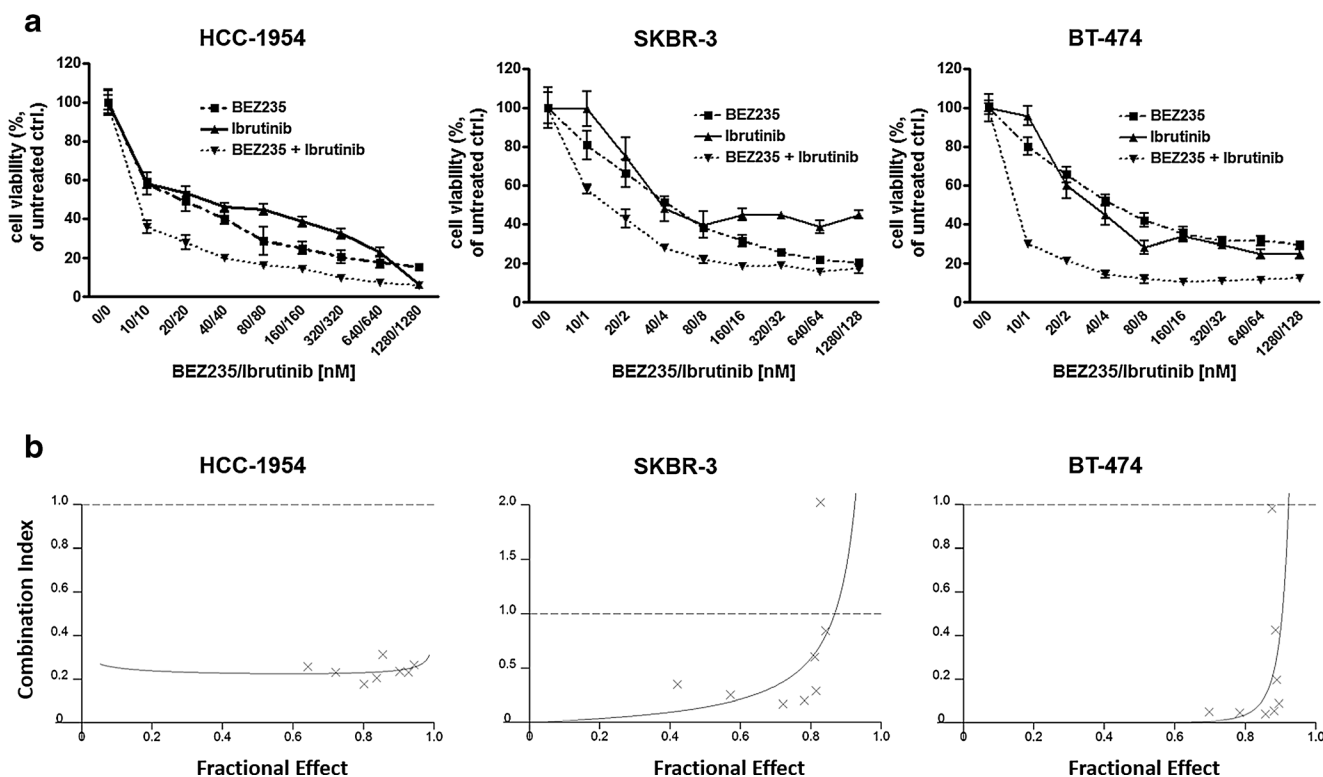 a
HCC-1954
SKBR-3
BT-474
cell viability (%,
of untreated ctrl.)
120
100
80
60
40
20
0
BEZ235
Ibrutinib
BEZ235 + Ibrutinib
0/0
10/10
20/20
40/40
80/80
160/160
320/320
640/640
1280/1280
BEZ235/Ibrutinib [nM]
cell viability (%,
of untreated ctrl.)
120
100
80
60
40
20
0
BEZ235
Ibrutinib
BEZ235 + Ibrutinib
0/0
10/1
20/2
40/4
80/8
160/16
320/32
640/64
1280/128
BEZ235/Ibrutinib [nM]
cell viability (%,
of untreated ctrl.)
120
100
80
60
40
20
0
BEZ235
Ibrutinib
BEZ235 + Ibrutinib
0/0
10/1
20/2
40/4
80/8
160/16
320/32
640/64
1280/128
BEZ235/Ibrutinib [nM]
b
HCC-1954
SKBR-3
BT-474
Combination Index
1.0
0.8
0.6
0.4
0.2
0
0 0.2 0.4 0.6 0.8 1.0
Fractional Effect
2.0
1.5
1.0
0.5
0
0 0.2 0.4 0.6 0.8 1.0
Fractional Effect
1.0
0.8
0.6
0.4
0.2
0
0 0.2 0.4 0.6 0.8 1.0
Fractional Effect